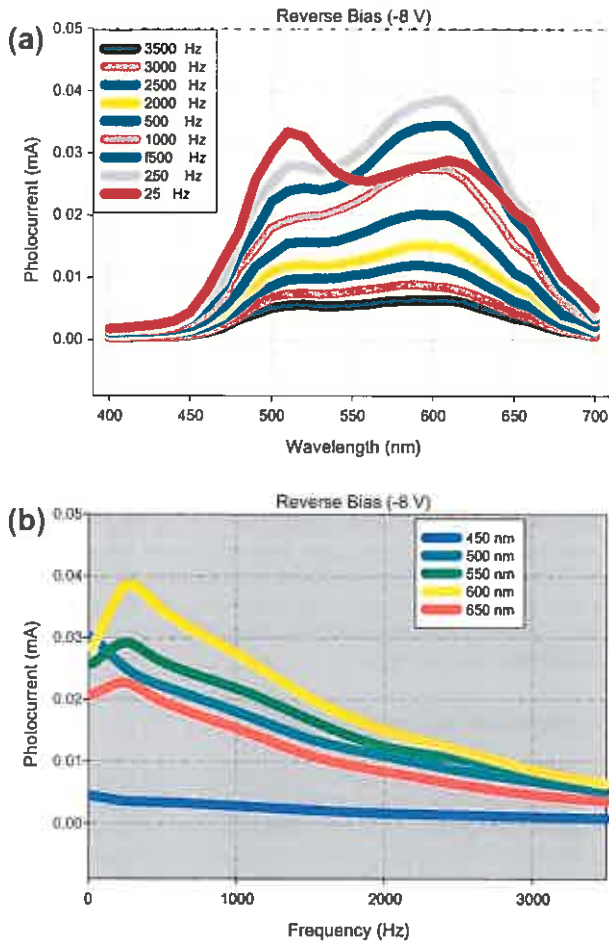 Reverse Bias (-8 V)
(a)
3500 Hz
3000 Hz
2500 Hz
2000 Hz
500 Hz
1000 Hz
f500 Hz
250 Hz
25 Hz
Pholocurrent (mA)
0.05
0.04
0.03
0.02
0.01
0.00
400 450 500 550 600 650 700
Wavelength (nm)
Reverse Bias (-8 V)
(b)
450 nm
500 nm
550 nm
600 nm
650 nm
Pholocurrent (mA)
0.05
0.04
0.03
0.02
0.01
0.00
0 1000 2000 3000
Frequency (Hz)